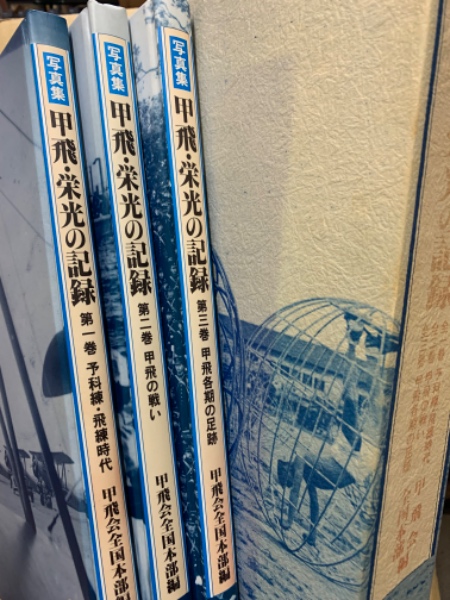 写真集
甲飛・栄光の記録
第一巻 予科練・飛練時代
甲飛会全国本部編
写真集
甲飛・栄光の記録
第二巻 甲飛の戦い
甲飛会全国本部編
写真集
甲飛・栄光の記録
第三巻 甲飛各期の足跡
甲飛会全国本部編